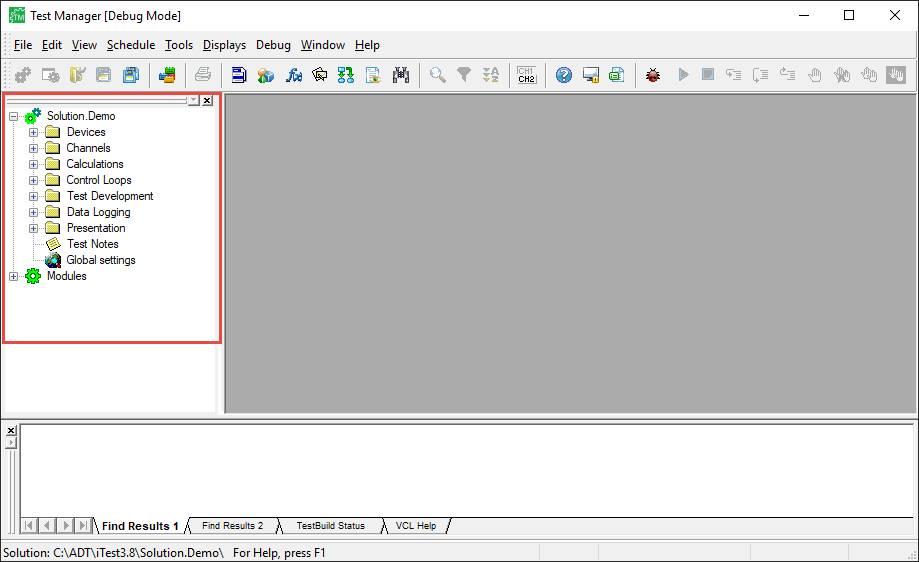 Test Manager [Debug Mode]
File Edit View Schedule Tools Displays Debug Window Help
CH1
CH2
Solution.Demo
Devices
Channels
Calculations
Control Loops
Test Development
Data Logging
Presentation
Test Notes
Global settings
Modules
Find Results 1 Find Results 2 TestBuild Status VCL Help
Solution: C:\ADT\iTest3.8\Solution.Demo\ For Help, press F1